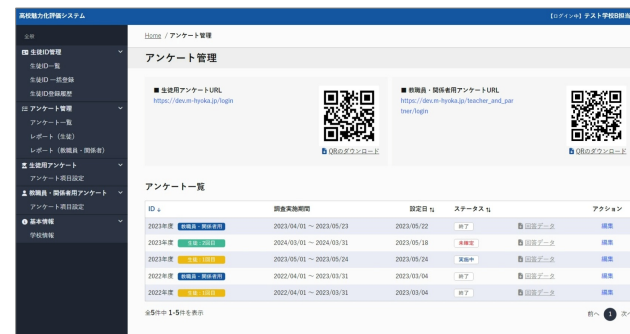 高校魅力化評価システム
【ログイン中】テスト学校B担当
全般
生徒ID管理
生徒ID一覧
生徒ID 一括登録
生徒ID登録履歴
アンケート管理
アンケート一覧
レポート（生徒）
レポート（教職員・関係者）
生徒用アンケート
アンケート項目設定
教職員・関係者用アンケート
アンケート項目設定
基本情報
学校情報
Home / アンケート管理
アンケート管理
■ 生徒用アンケートURL
https://dev.m-hyoka.jp/login
QRのダウンロード
■ 教職員・関係者用アンケートURL
https://dev.m-hyoka.jp/teacher_and_par
tner/login
QRのダウンロード
アンケート一覧
ID 調査実施期間 設定日 ステータス アクション
2023年度 教職員・関係者用 2023/04/01 ～ 2023/05/23 2023/05/22 終了 回答データ 編集
2023年度 生徒・2回目 2024/03/01 ～ 2024/03/31 2023/05/18 未確定 回答データ 編集
2023年度 生徒・1回目 2023/05/01 ～ 2023/05/24 2023/05/24 実施中 回答データ 編集
2022年度 教職員・関係者用 2022/04/01 ～ 2023/03/31 2023/03/04 終了 回答データ 編集
2022年度 生徒・1回目 2022/04/01 ～ 2023/03/31 2023/03/04 終了 回答データ 編集
全5件中 1-5件を表示
前へ 1 次へ